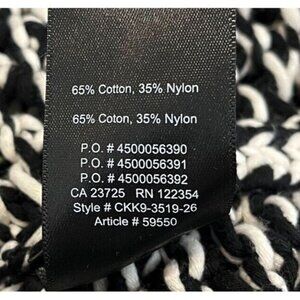 65% Cotton, 35% Nylon
65% Coton, 35% Nylon
P.O. # 4500056390
P.O. # 4500056391
P.O. # 4500056392
CA 23725 RN 122354
Style # CKK9-3519-26
Article # 59550